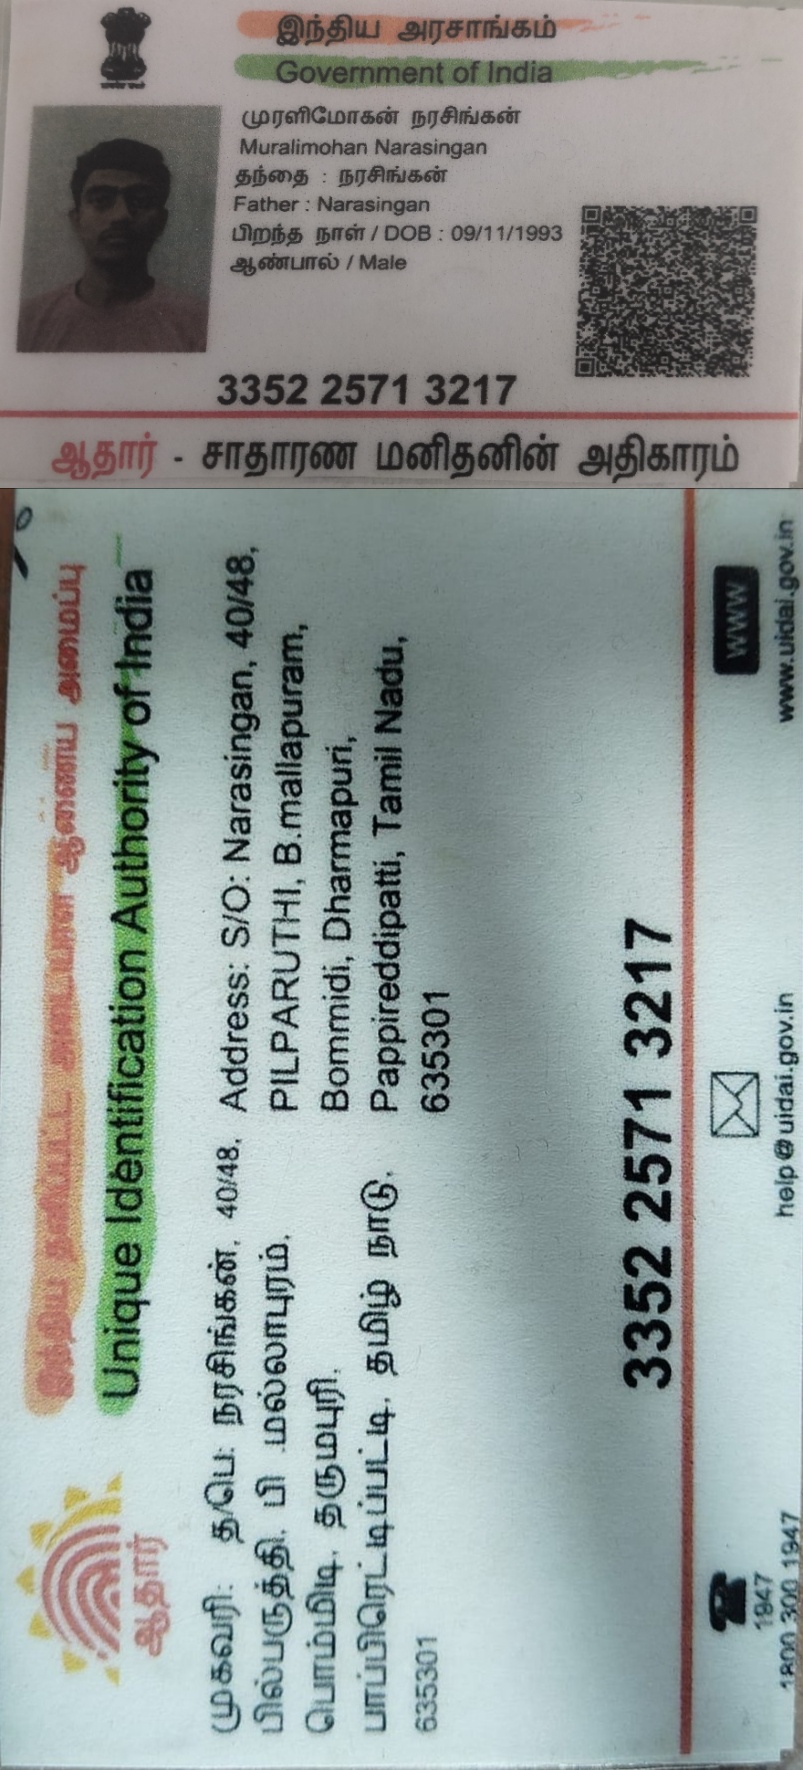 இந்திய அரசாங்கம்
Government of India
முரளிமோகன் நரசிங்கன்
Muralimohan Narasingan
தந்தை : நரசிங்கன்
Father : Narasingan
பிறந்த நாள் / DOB : 09/11/1993
ஆண்பால் / Male
3352 2571 3217
ஆதார் - சாதாரண மனிதனின் அதிகாரம்
இந்திய தனிப்பட்ட அடையாள ஆணைய அமைப்பு
Unique Identification Authority of India
ஆதார்
முகவரி: த/பெ: நரசிங்கன், 40/48,
பில்பருத்தி, பி .மல்லாபுரம்,
பொம்மிடி, தருமபுரி,
பாப்பிரெட்டிப்பட்டி, தமிழ் நாடு,
635301
Address: S/O: Narasingan, 40/48,
PILPARUTHI, B.mallapuram,
Bommidi, Dharmapuri,
Pappireddipatti, Tamil Nadu,
635301
3352 2571 3217
1947
1800 300 1947
help@uidai.gov.in
WWW
www.uidai.gov.in